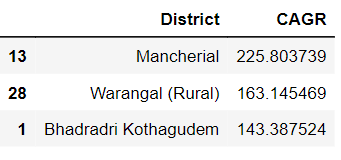 District CAGR
13 Mancherial 225.803739
28 Warangal (Rural) 163.145469
1 Bhadradri Kothagudem 143.387524